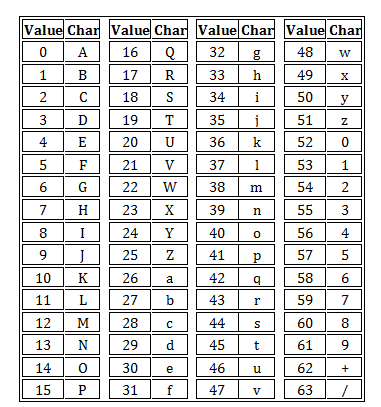 Value Char Value Char Value Char Value Char
0 A 16 Q 32 g 48 w
1 B 17 R 33 h 49 x
2 C 18 S 34 i 50 y
3 D 19 T 35 j 51 z
4 E 20 U 36 k 52 0
5 F 21 V 37 l 53 1
6 G 22 W 38 m 54 2
7 H 23 X 39 n 55 3
8 I 24 Y 40 o 56 4
9 J 25 Z 41 p 57 5
10 K 26 a 42 q 58 6
11 L 27 b 43 r 59 7
12 M 28 c 44 s 60 8
13 N 29 d 45 t 61 9
14 O 30 e 46 u 62 +
15 P 31 f 47 v 63 /